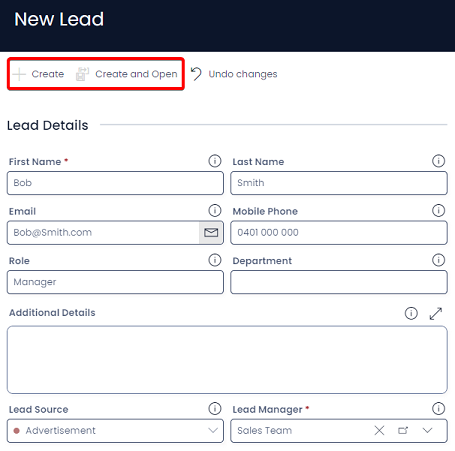 New Lead
Create Create and Open Undo changes
Lead Details
First Name * Last Name
Bob Smith
Email Mobile Phone
Bob@Smith.com 0401 000 000
Role Department
Manager
Additional Details
Lead Source Lead Manager *
Advertisement Sales Team